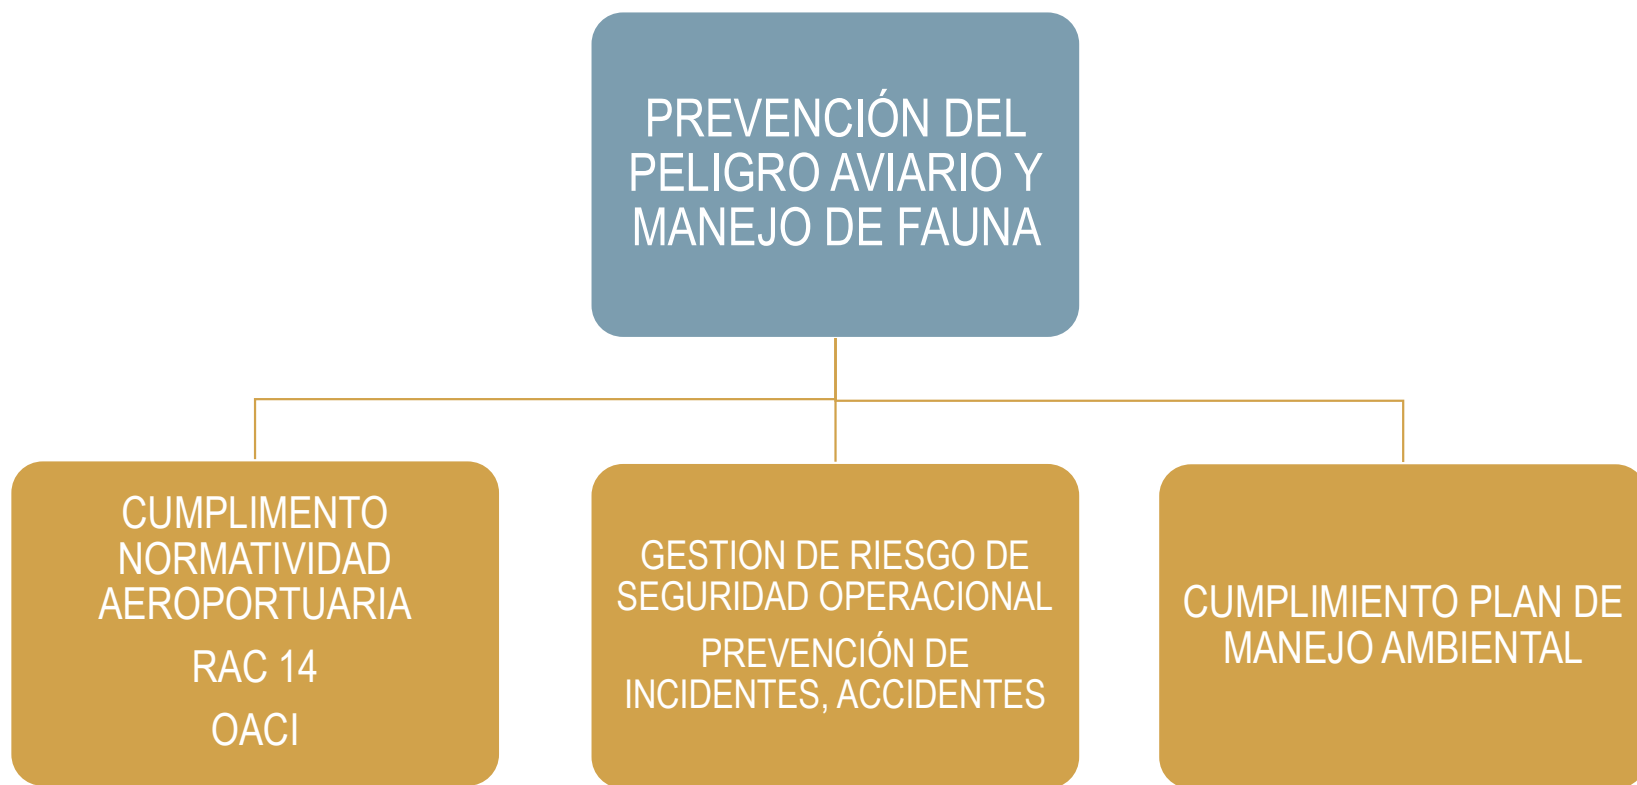 PREVENCIÓN DEL
PELIGRO AVIARIO Y
MANEJO DE FAUNA
CUMPLIMENTO
NORMATIVIDAD
AEROPORTUARIA
RAC 14
OACI
GESTION DE RIESGO DE
SEGURIDAD OPERACIONAL
PREVENCIÓN DE
INCIDENTES, ACCIDENTES
CUMPLIMIENTO PLAN DE
MANEJO AMBIENTAL